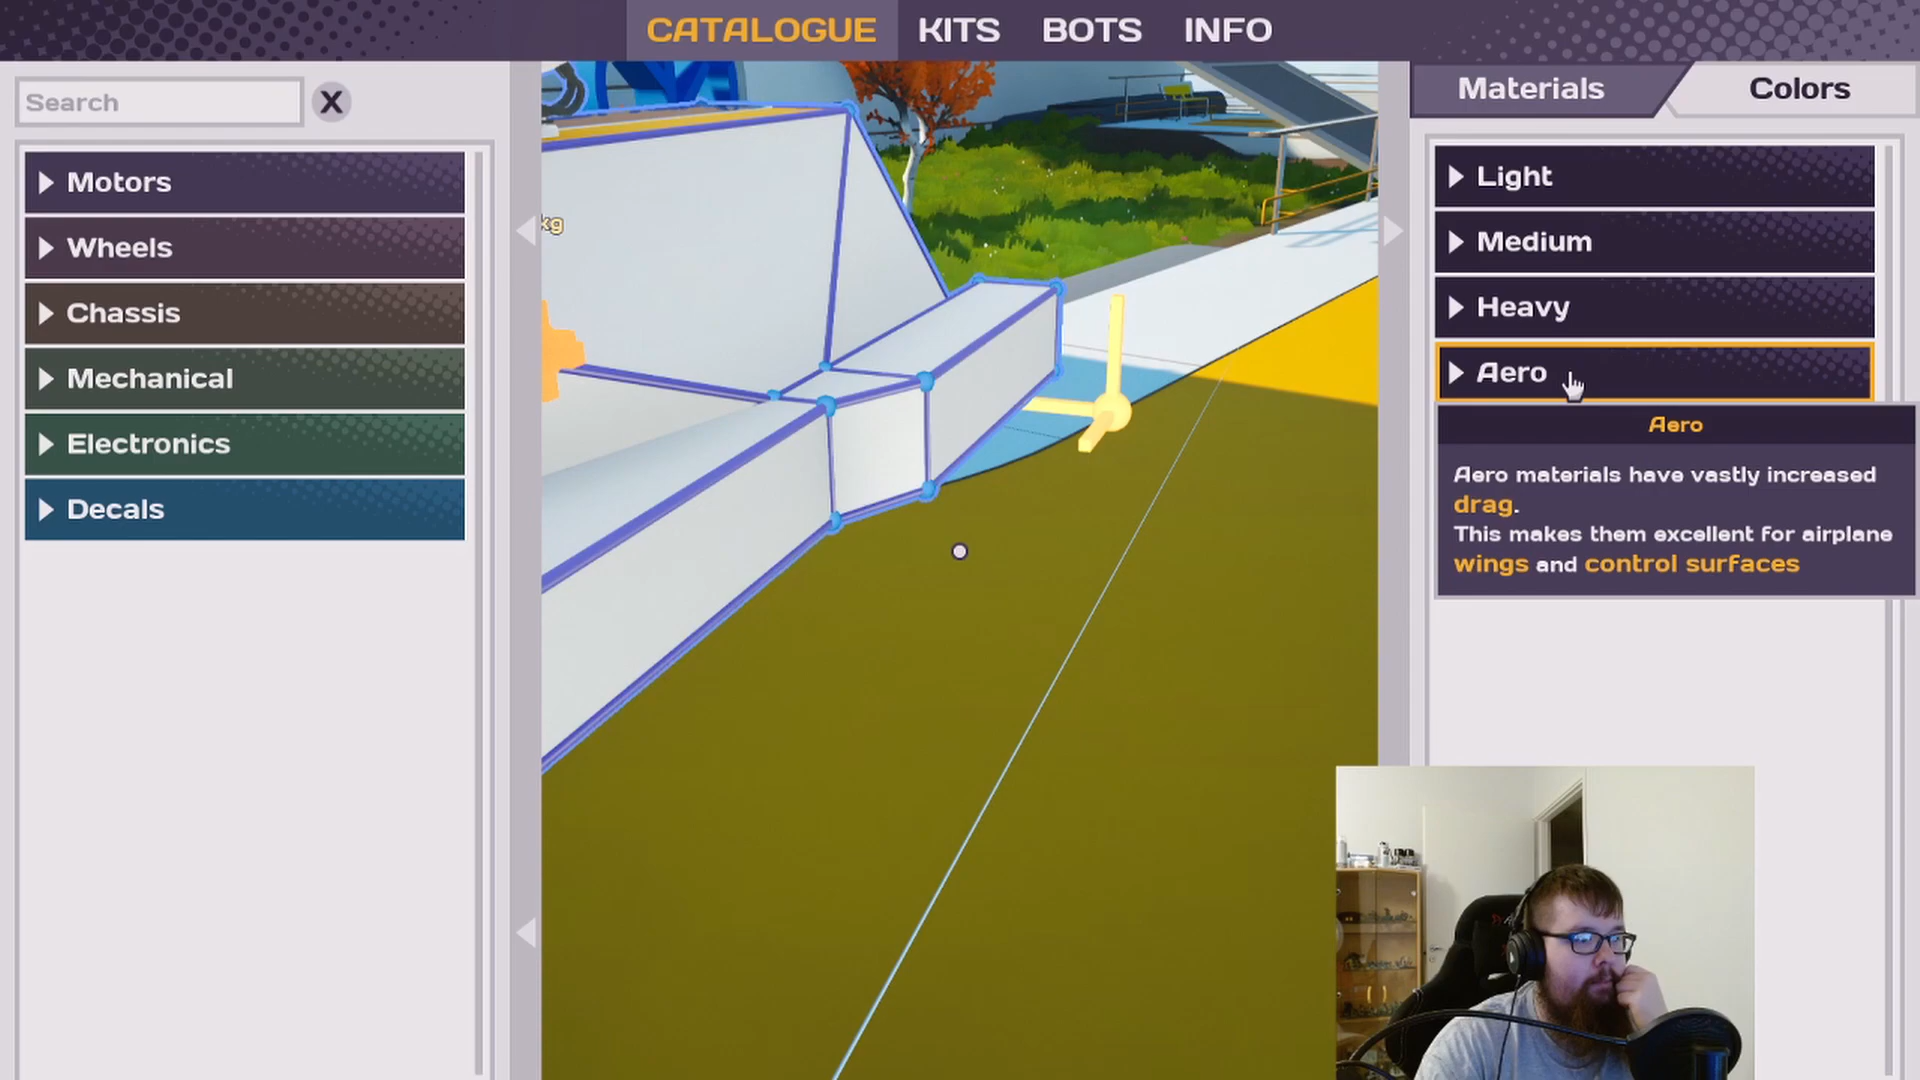 CATALOGUE KITS BOTS INFO
Search X
Motors
Wheels
Chassis
Mechanical
Electronics
Decals
kg
Materials Colors
Light
Medium
Heavy
Aero
Aero
Aero materials have vastly increased
drag.
This makes them excellent for airplane
wings and control surfaces